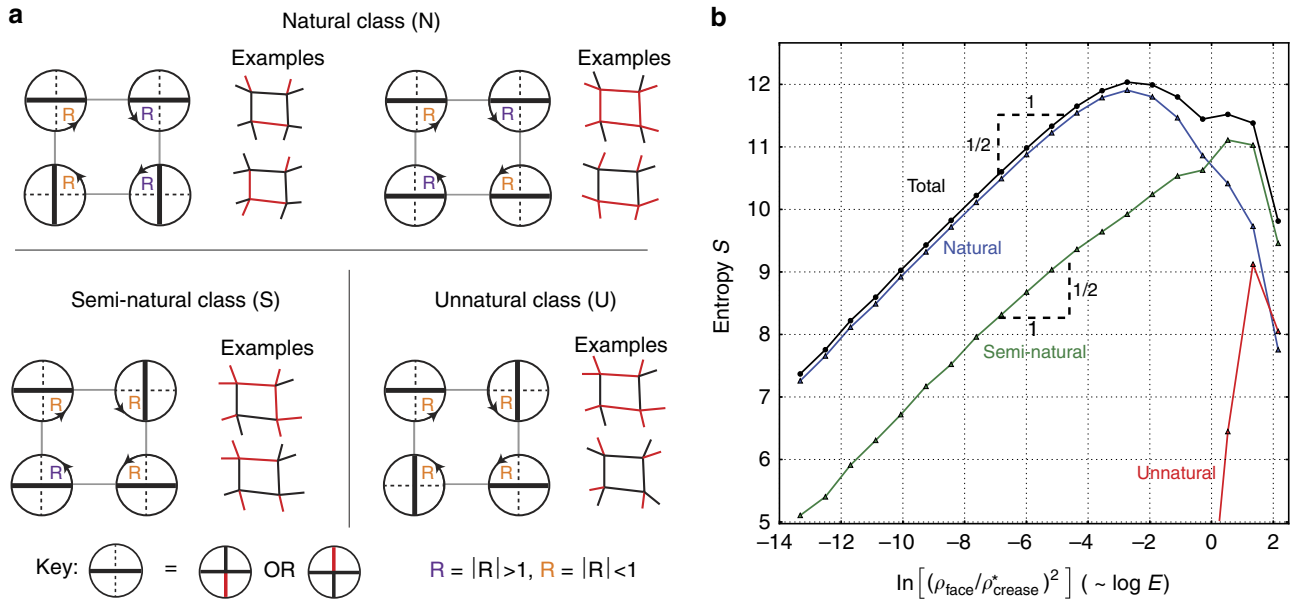 a
Natural class (N)
Examples
Examples
R
R
R
R
R
R
R
R
Semi-natural class (S)
Unnatural class (U)
Examples
Examples
R
R
R
R
R
R
R
R
Key:
=
OR
R = |R|>1, R = |R|<1
b
12
11
10
9
8
7
6
5
Entropy S
1
1/2
Total
Natural
1/2
1
Semi-natural
Unnatural
−14 −12 −10 −8 −6 −4 −2 0 2
ln[(ρface/ρ*crease)²] (~ log E)